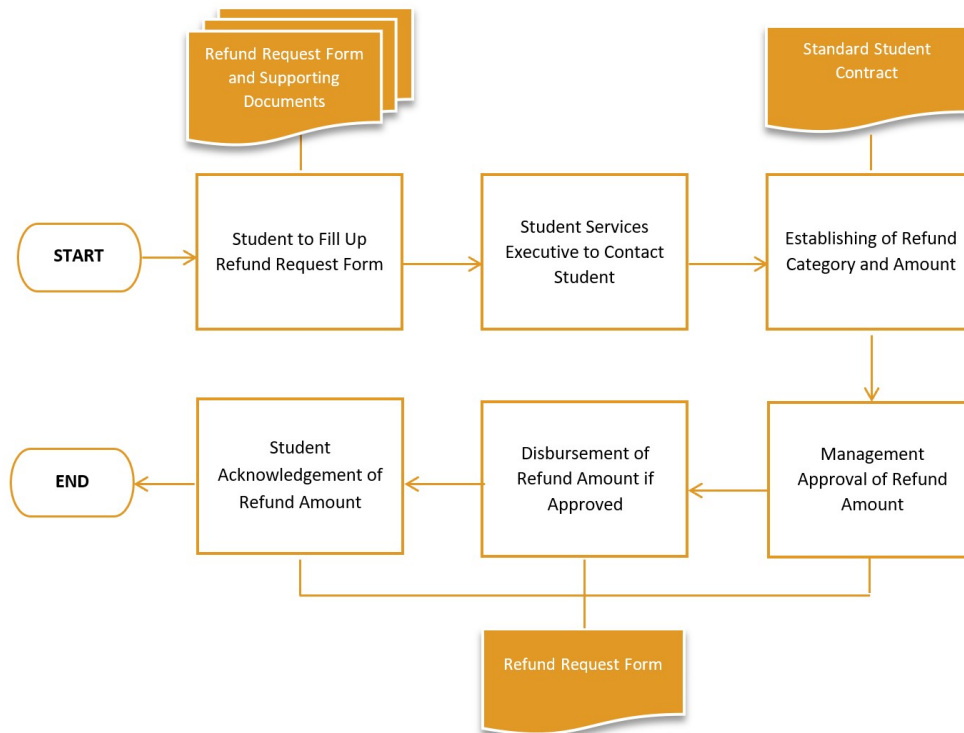 Refund Request Form
and Supporting
Documents
Standard Student
Contract
START
Student to Fill Up
Refund Request Form
Student Services
Executive to Contact
Student
Establishing of Refund
Category and Amount
END
Student
Acknowledgement of
Refund Amount
Disbursement of
Refund Amount if
Approved
Management
Approval of Refund
Amount
Refund Request Form